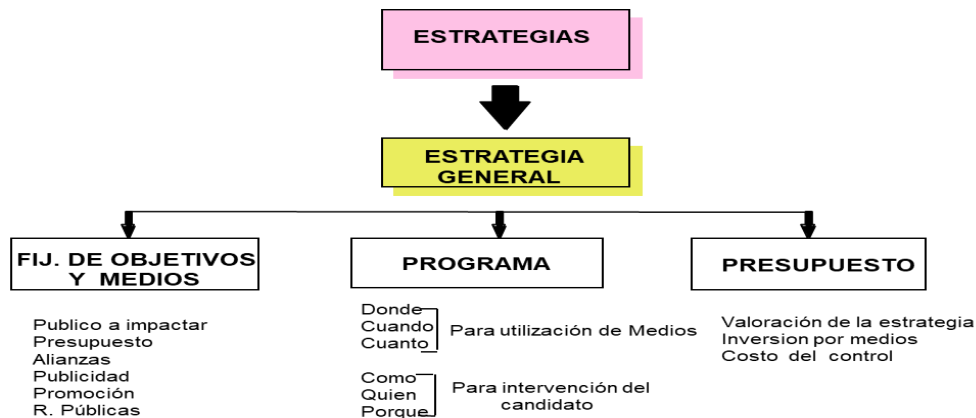 ESTRATEGIAS
ESTRATEGIA
GENERAL
FIJ. DE OBJETIVOS
Y MEDIOS
Publico a impactar
Presupuesto
Alianzas
Publicidad
Promoción
R. Públicas
PROGRAMA
Donde
Cuando
Cuanto
Para utilización de Medios
Como
Quien
Porque
Para intervención del
candidato
PRESUPUESTO
Valoración de la estrategia
Inversion por medios
Costo del control